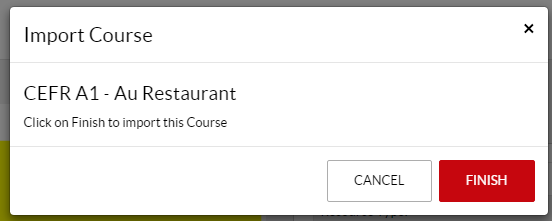 Import Course ×
CEFR A1 - Au Restaurant
Click on Finish to import this Course
CANCEL FINISH